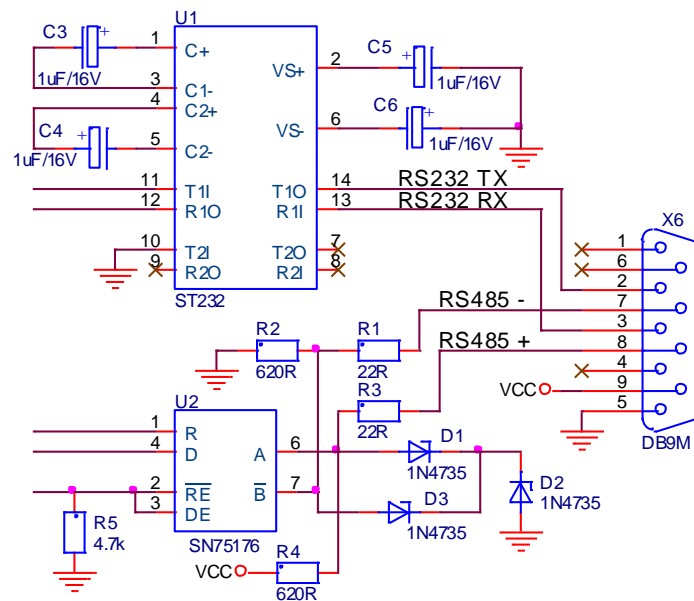 U1
C3
1uF/16V
1
3
4
5
C+
C1-
C2+
C2-
C4
1uF/16V
VS+
VS-
2
6
C5
1uF/16V
C6
1uF/16V
11
12
T1I
R1O
T1O
R1I
14
13
RS232 TX
RS232 RX
10
9
T2I
R2O
T2O
R2I
7
8
ST232
X6
1
6
2
7
3
8
4
9
5
DB9M
RS485 -
RS485 +
VCC
R2
620R
R1
22R
R3
22R
U2
1
4
2
3
R
D
RE
DE
A
B
6
7
SN75176
D1
1N4735
D3
1N4735
D2
1N4735
R5
4.7k
VCC
R4
620R